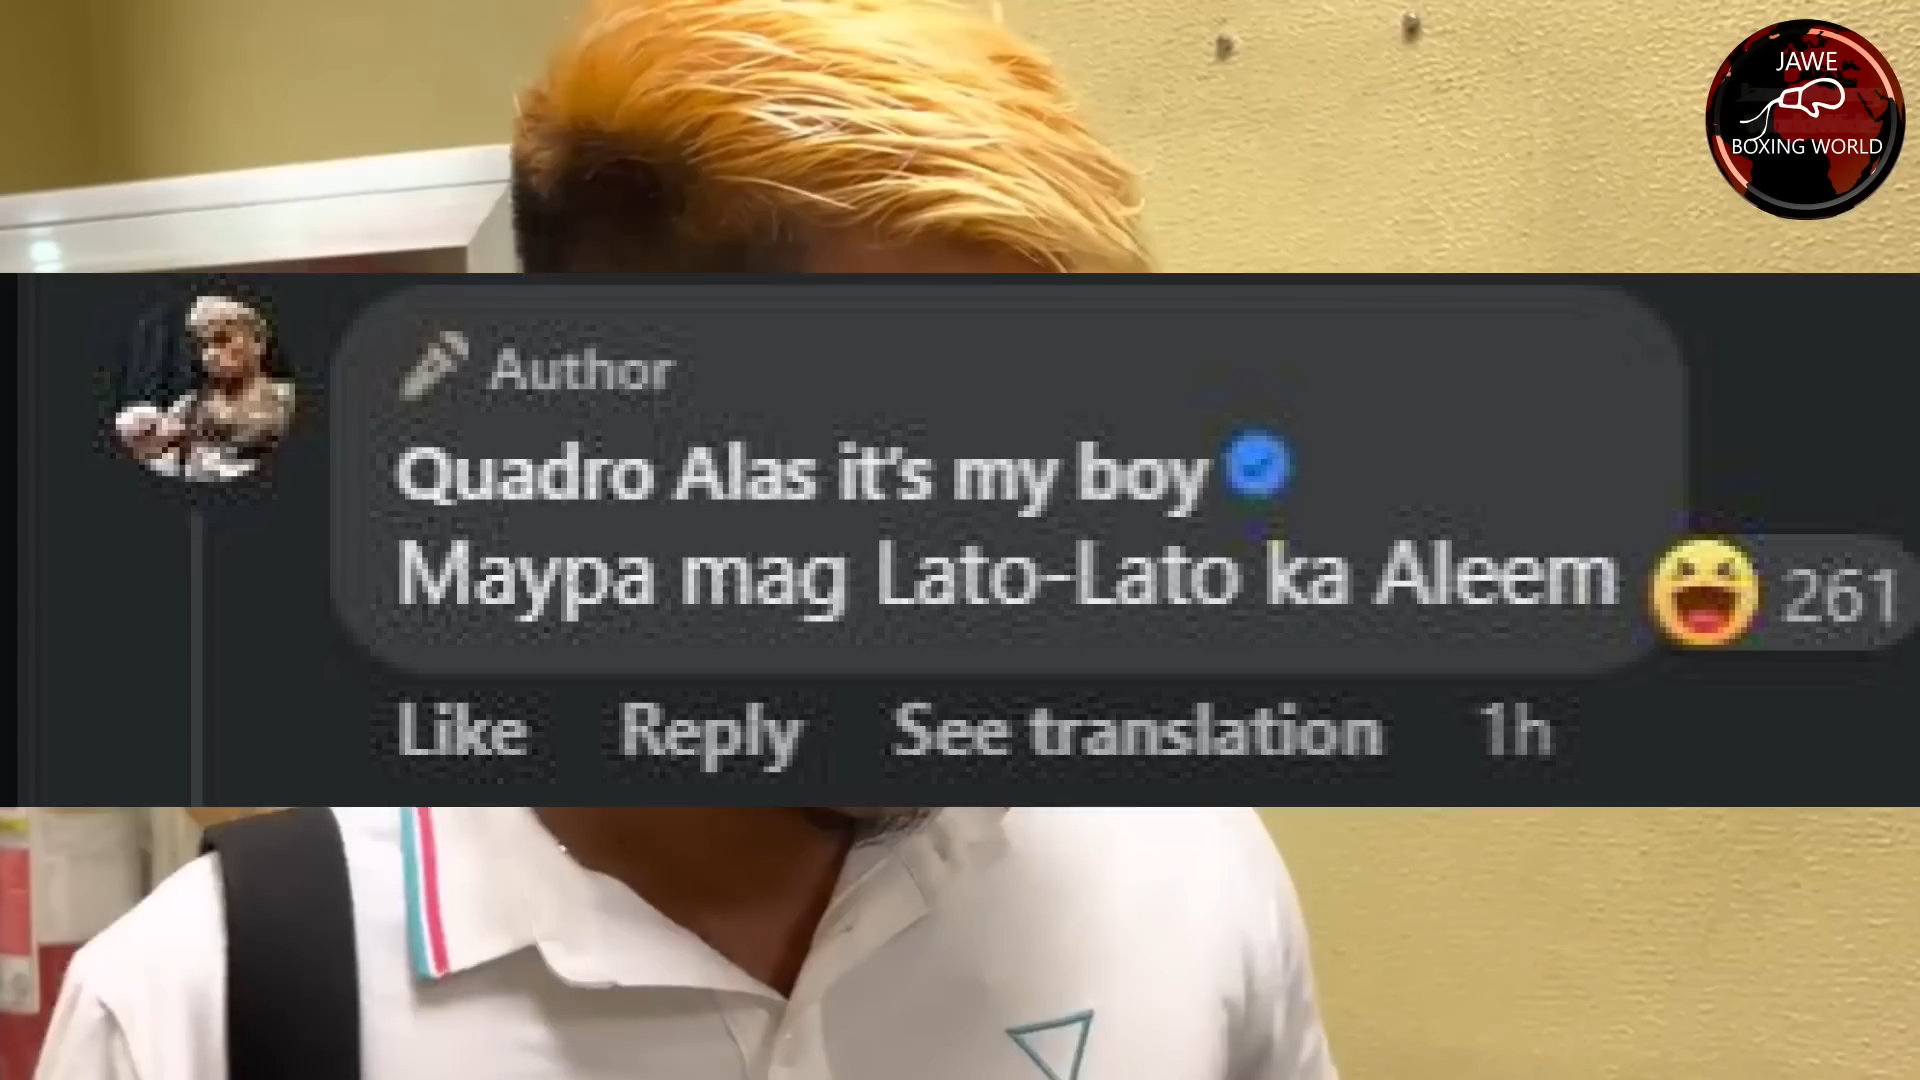 JAWE
BOXING WORLD
Author
Quadro Alas it's my boy
Maypa mag Lato-Lato ka Aleem
261
Like Reply See translation 1h